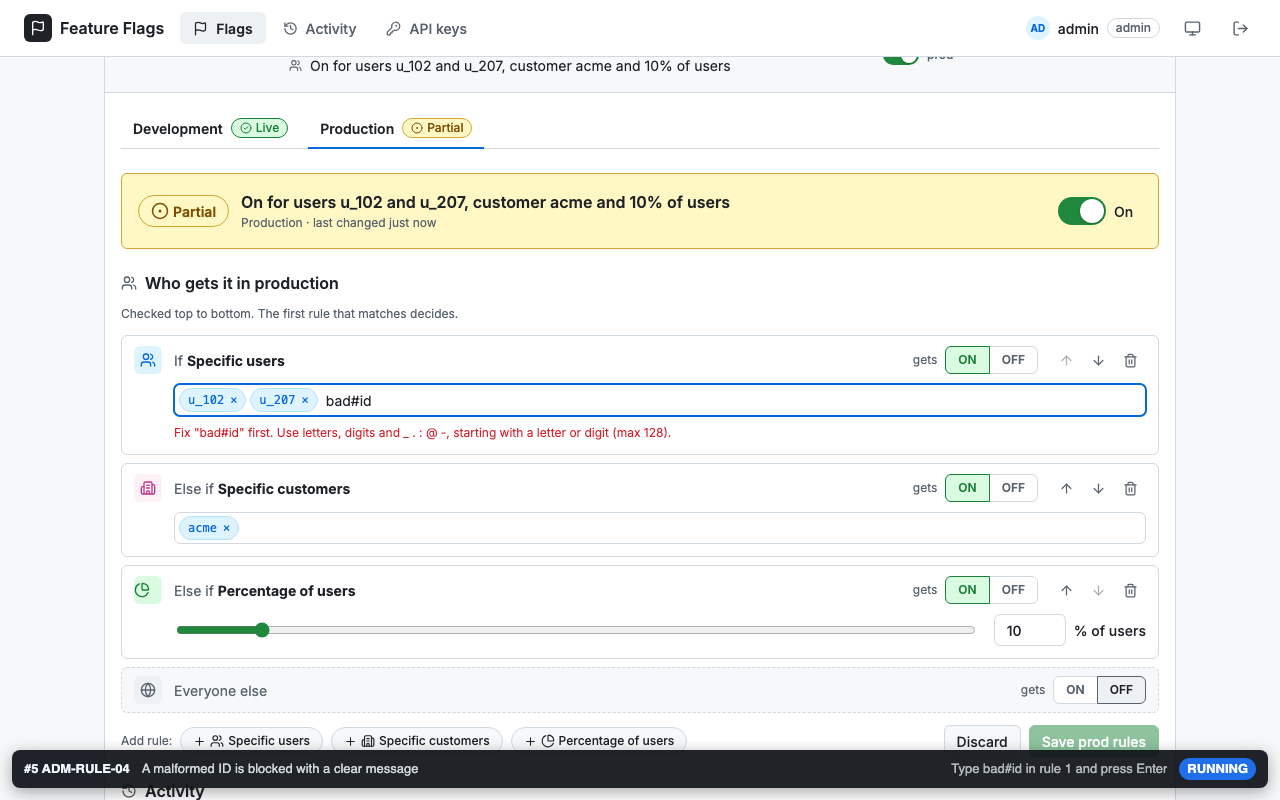 Feature Flags
Flags
Activity
API keys
AD
admin
admin
On for users u_102 and u_207, customer acme and 10% of users
prod
Development
Live
Production
Partial
Partial
On for users u_102 and u_207, customer acme and 10% of users
Production · last changed just now
On
Who gets it in production
Checked top to bottom. The first rule that matches decides.
If Specific users
gets
ON
OFF
u_102 ×
u_207 ×
bad#id
Fix "bad#id" first. Use letters, digits and _ . : @ -, starting with a letter or digit (max 128).
Else if Specific customers
gets
ON
OFF
acme ×
Else if Percentage of users
gets
ON
OFF
10
% of users
Everyone else
gets
ON
OFF
Add rule:
+ Specific users
+ Specific customers
+ Percentage of users
Discard
Save prod rules
#5 ADM-RULE-04
A malformed ID is blocked with a clear message
Type bad#id in rule 1 and press Enter
RUNNING
Activity